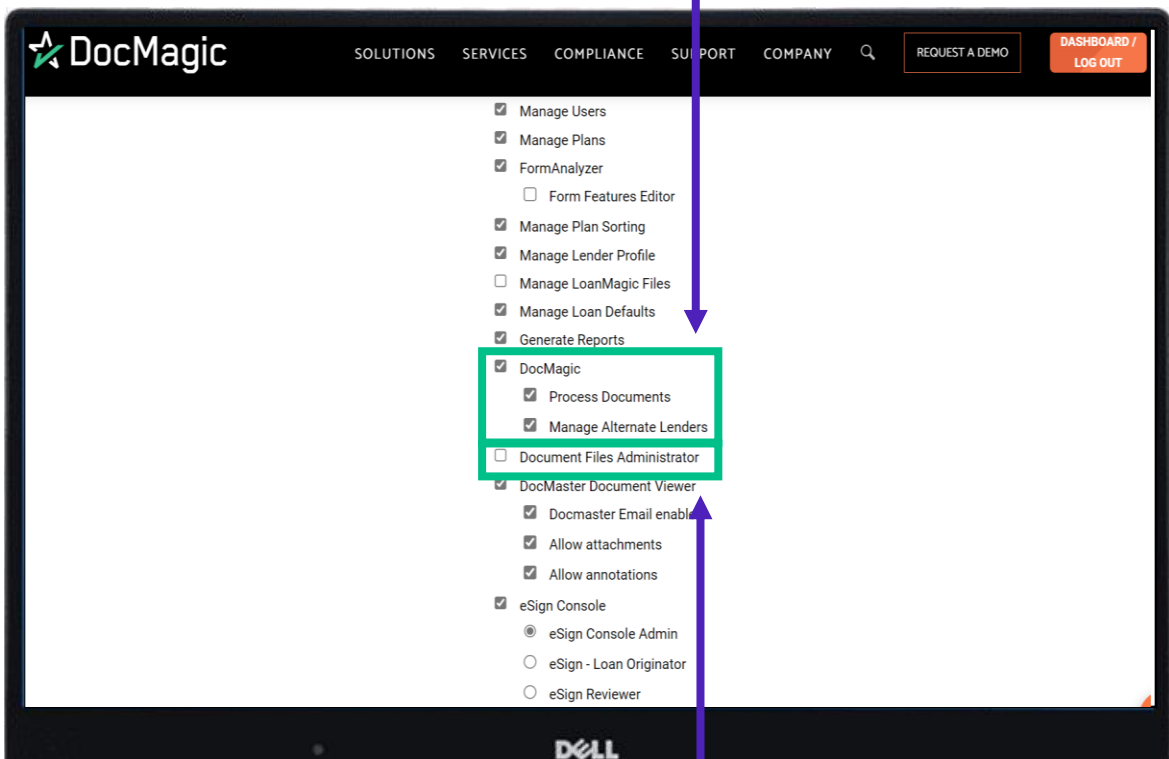 DocMagic
SOLUTIONS SERVICES COMPLIANCE SUPPORT COMPANY REQUEST A DEMO DASHBOARD /
LOG OUT
Manage Users
Manage Plans
FormAnalyzer
Form Features Editor
Manage Plan Sorting
Manage Lender Profile
Manage LoanMagic Files
Manage Loan Defaults
Generate Reports
DocMagic
Process Documents
Manage Alternate Lenders
Document Files Administrator
DocMaster Document Viewer
Docmaster Email enable
Allow attachments
Allow annotations
eSign Console
eSign Console Admin
eSign - Loan Originator
eSign Reviewer
DELL